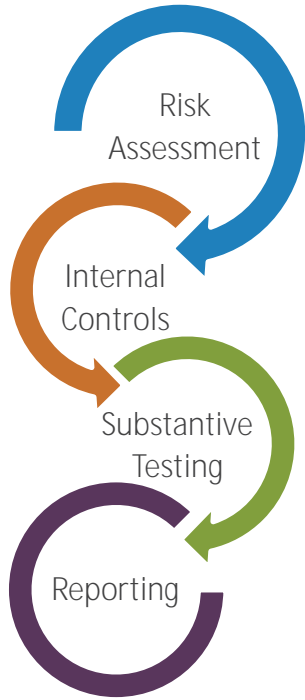 Risk
Assessment
Internal
Controls
Substantive
Testing
Reporting